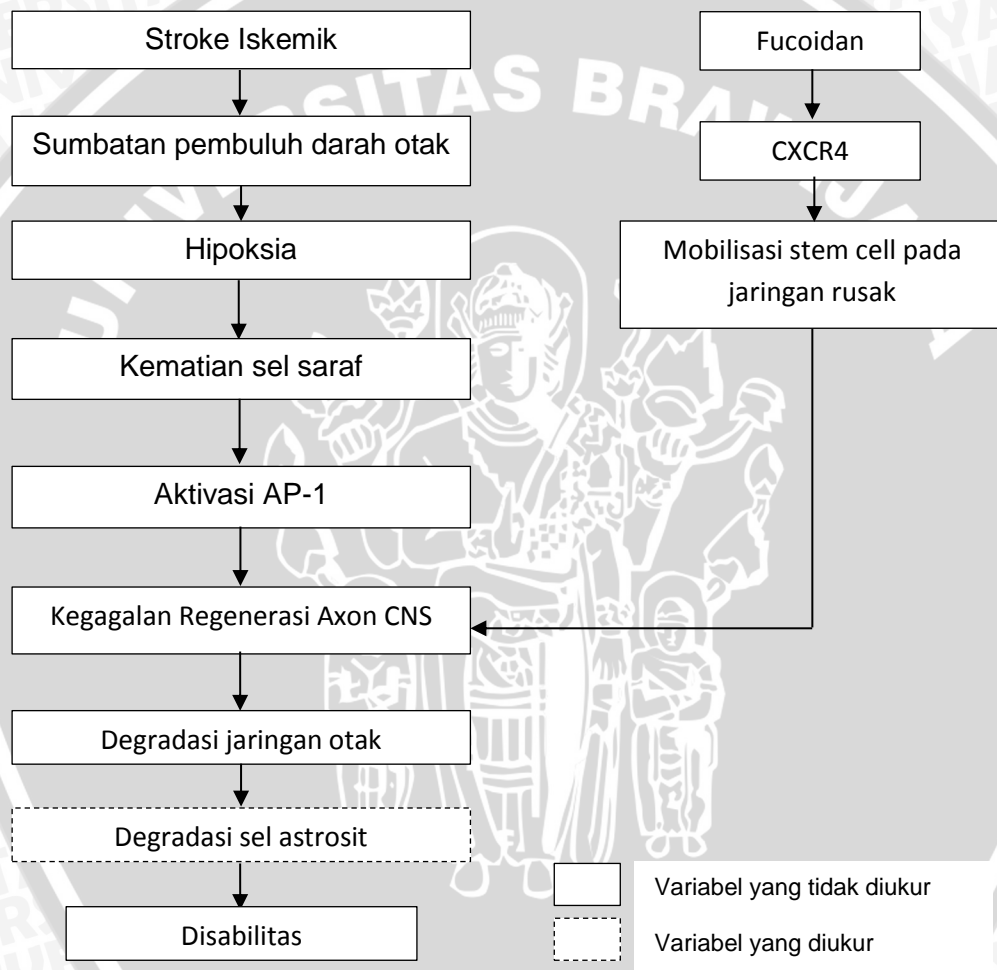 UNIVERSITAS BRAWIJAYA
Stroke Iskemik
Sumbatan pembuluh darah otak
Hipoksia
Kematian sel saraf
Aktivasi AP-1
Kegagalan Regenerasi Axon CNS
Degradasi jaringan otak
Degradasi sel astrosit
Disabilitas
Fucoidan
CXCR4
Mobilisasi stem cell pada
jaringan rusak
Variabel yang tidak diukur
Variabel yang diukur